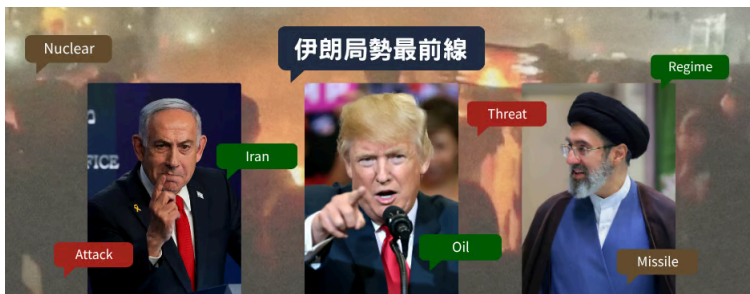 Nuclear
伊朗局勢最前線
Regime
Threat
FICE
Iran
Oil
Attack
Missile